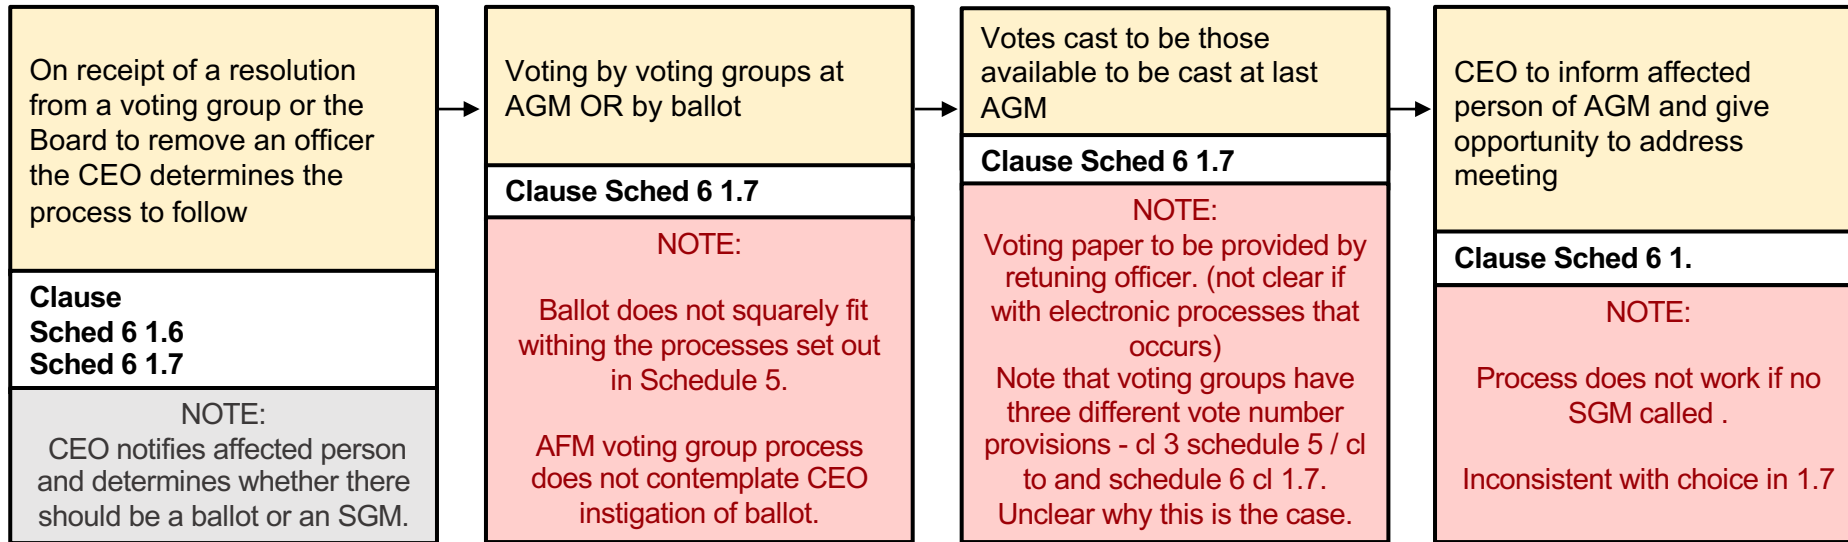 On receipt of a resolution
from a voting group or the
Board to remove an officer
the CEO determines the
process to follow
Clause
Sched 6 1.6
Sched 6 1.7
NOTE:
CEO notifies affected person
and determines whether there
should be a ballot or an SGM.
Voting by voting groups at
AGM OR by ballot
Clause Sched 6 1.7
NOTE:
Ballot does not squarely fit
withing the processes set out
in Schedule 5.
AFM voting group process
does not contemplate CEO
instigation of ballot.
Votes cast to be those
available to be cast at last
AGM
Clause Sched 6 1.7
NOTE:
Voting paper to be provided by
retuning officer. (not clear if
with electronic processes that
occurs)
Note that voting groups have
three different vote number
provisions - cl 3 schedule 5 / cl
to and schedule 6 cl 1.7.
Unclear why this is the case.
CEO to inform affected
person of AGM and give
opportunity to address
meeting
Clause Sched 6 1.
NOTE:
Process does not work if no
SGM called .
Inconsistent with choice in 1.7